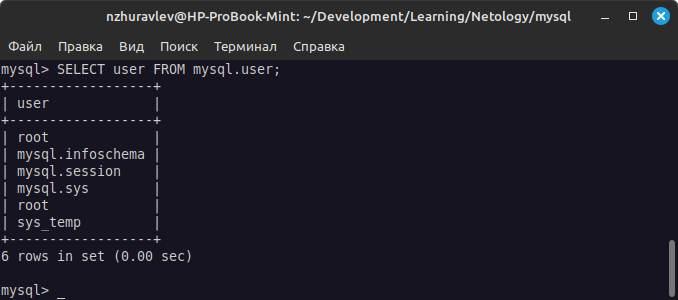 nzhuravlev@HP-ProBook-Mint: ~/Development/Learning/Netology/mysql
Файл Правка Вид Поиск Терминал Справка
mysql> SELECT user FROM mysql.user;
+------------------+
| user             |
+------------------+
| root             |
| mysql.infoschema |
| mysql.session    |
| mysql.sys        |
| root             |
| sys_temp         |
+------------------+
6 rows in set (0.00 sec)
mysql> _